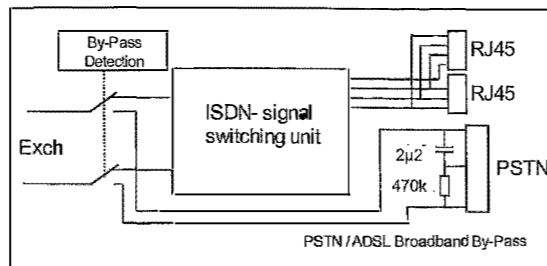 By-Pass
Detection
ISDN- signal
switching unit
RJ45
RJ45
Exch
2µ2
470k
PSTN
PSTN / ADSL Broadband By-Pass